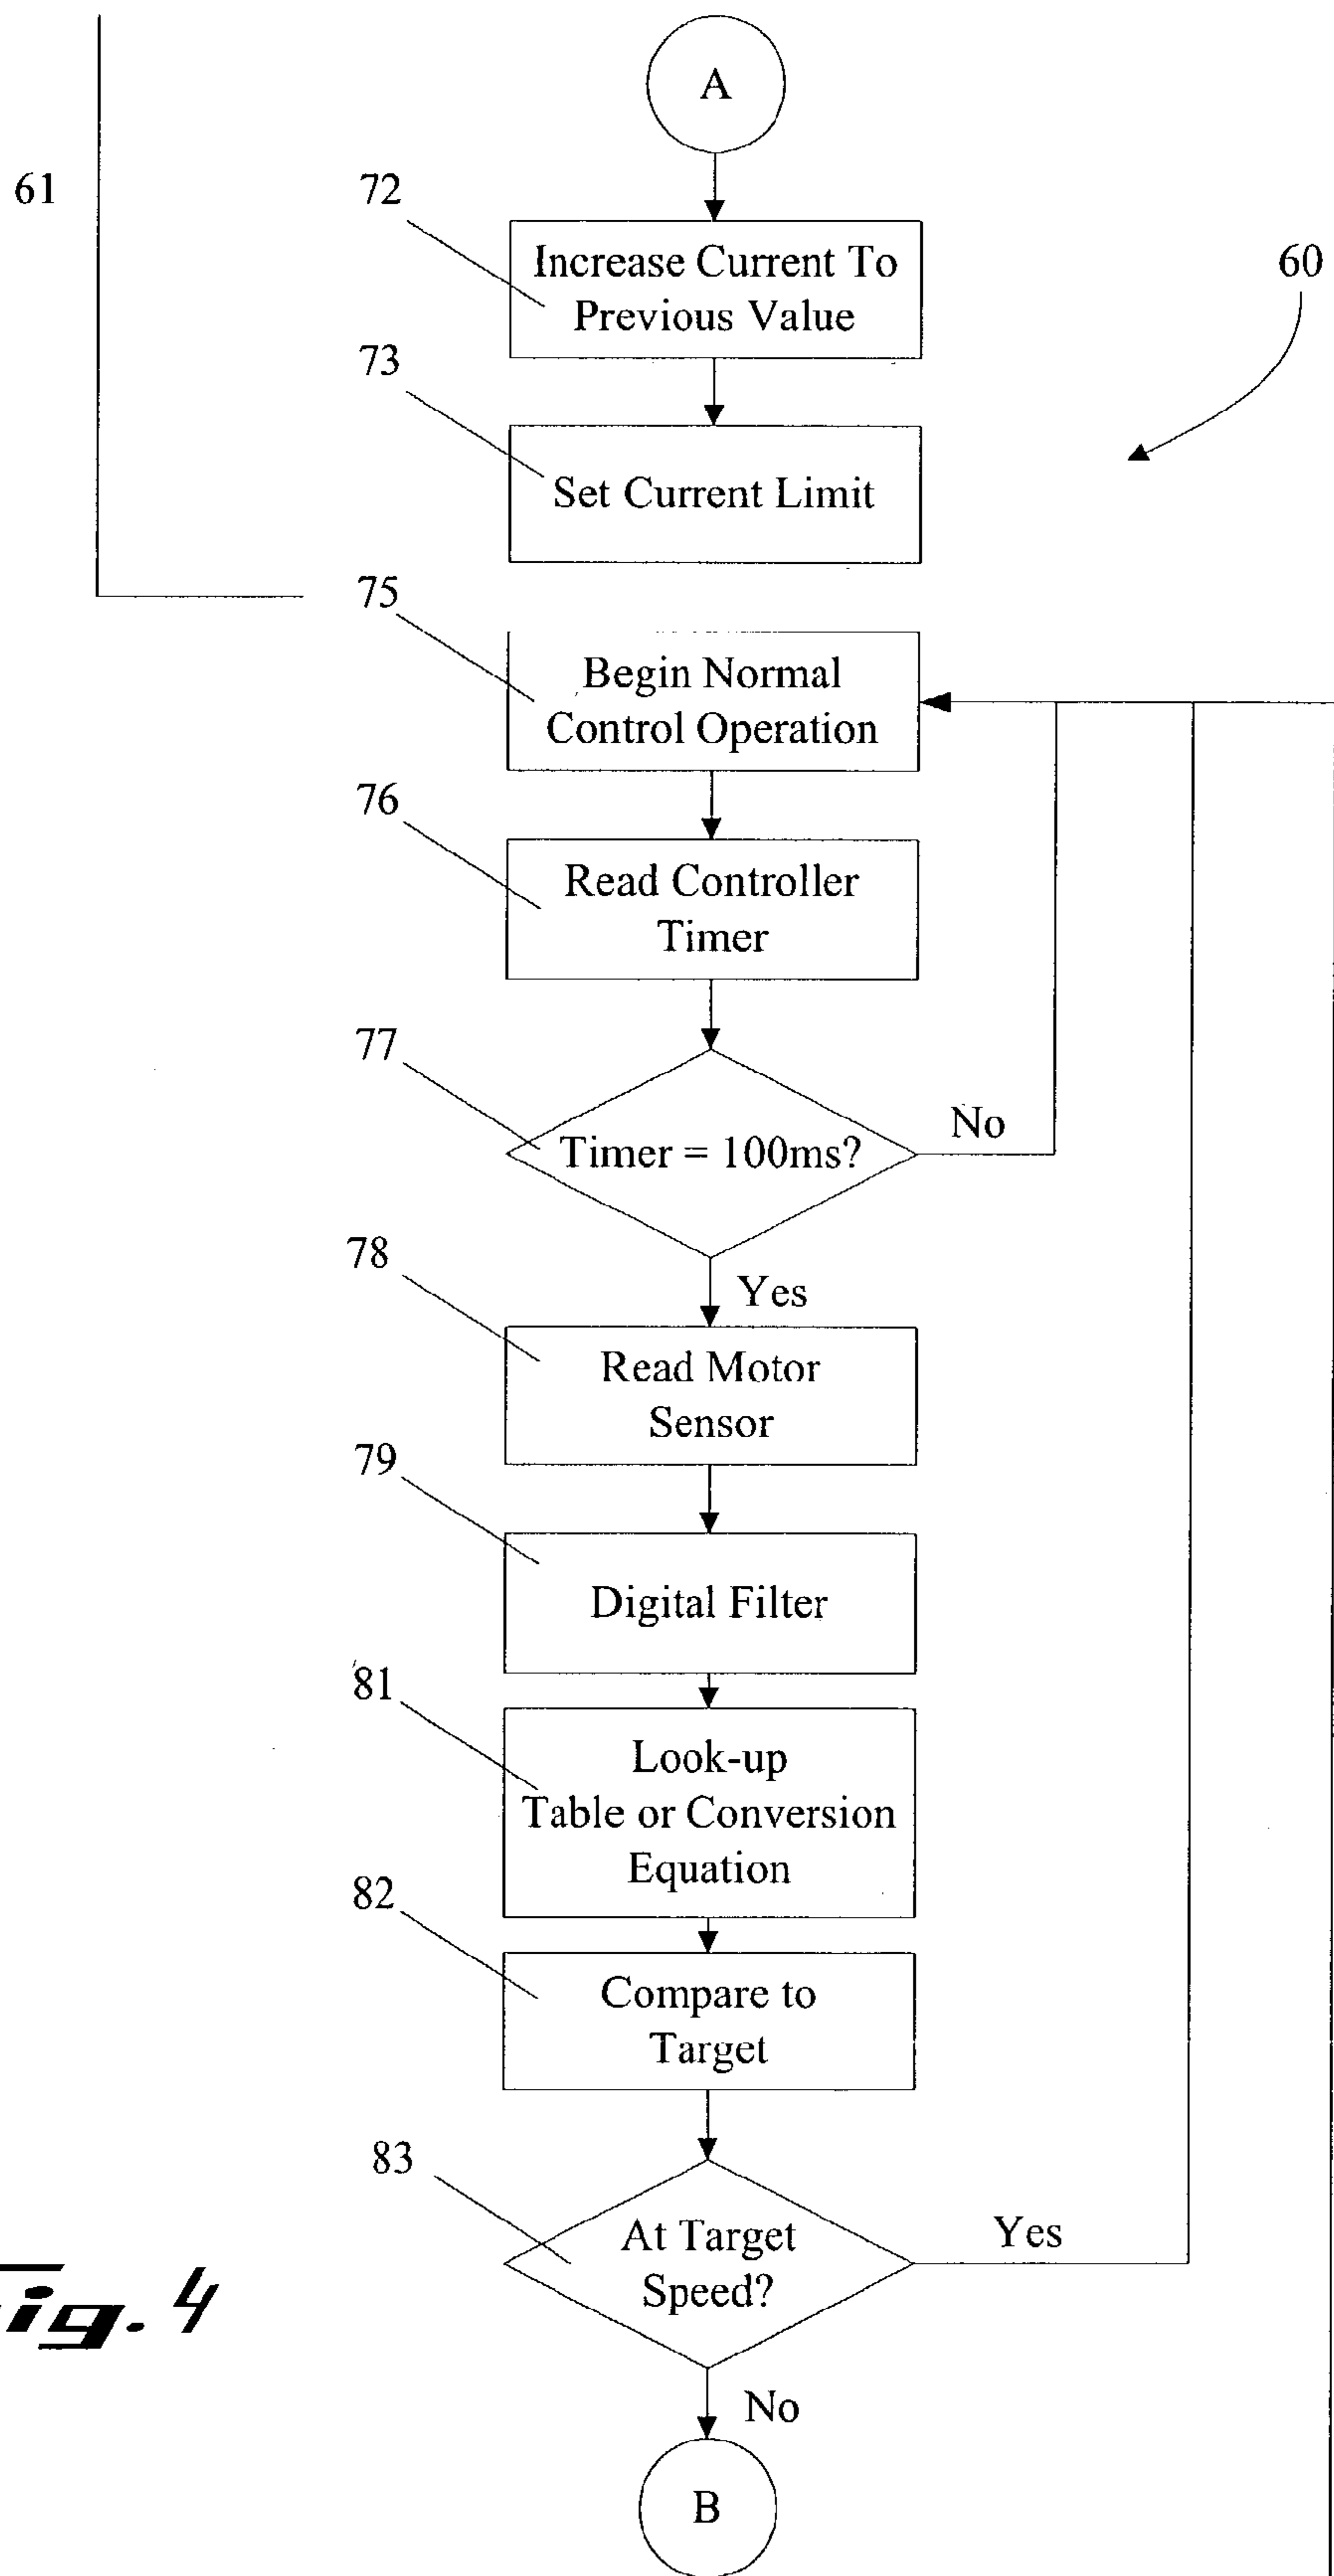 A
61
72
Increase Current To
Previous Value
60
73
Set Current Limit
75
Begin Normal
Control Operation
76
Read Controller
Timer
77
Timer = 100ms?
No
78
Yes
Read Motor
Sensor
79
Digital Filter
81
Look-up
Table or Conversion
Equation
82
Compare to
Target
83
At Target
Speed?
Yes
Fig. 4
No
B